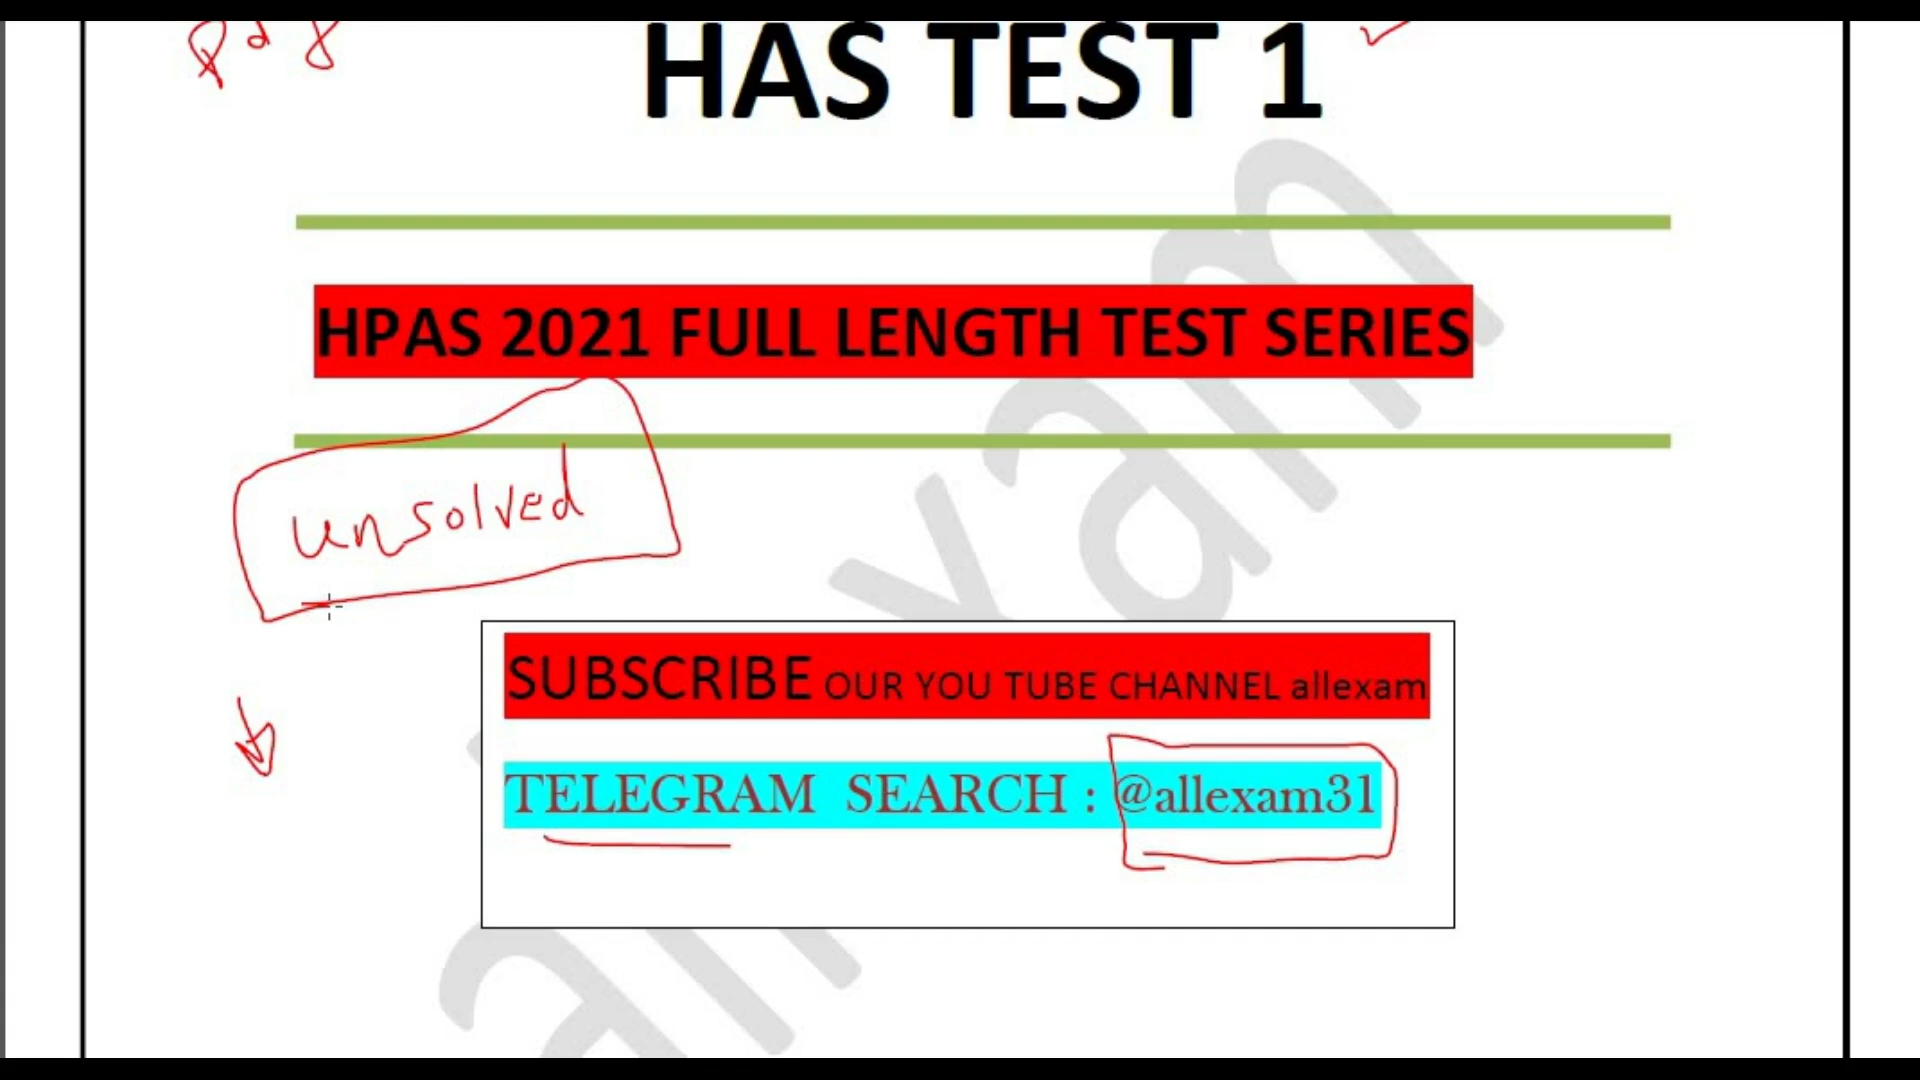 HAS TEST 1
HPAS 2021 FULL LENGTH TEST SERIES
unsolved
SUBSCRIBE OUR YOU TUBE CHANNEL allexam
TELEGRAM SEARCH : @allexam31